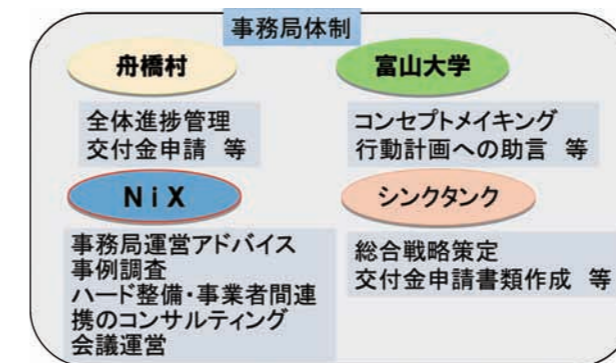 事務局体制
舟橋村
全体進捗管理
交付金申請 等
富山大学
コンセプトメイキング
行動計画への助言 等
NiX
事務局運営アドバイス
事例調査
ハード整備・事業者間連
携のコンサルティング
会議運営
シンクタンク
総合戦略策定
交付金申請書類作成 等